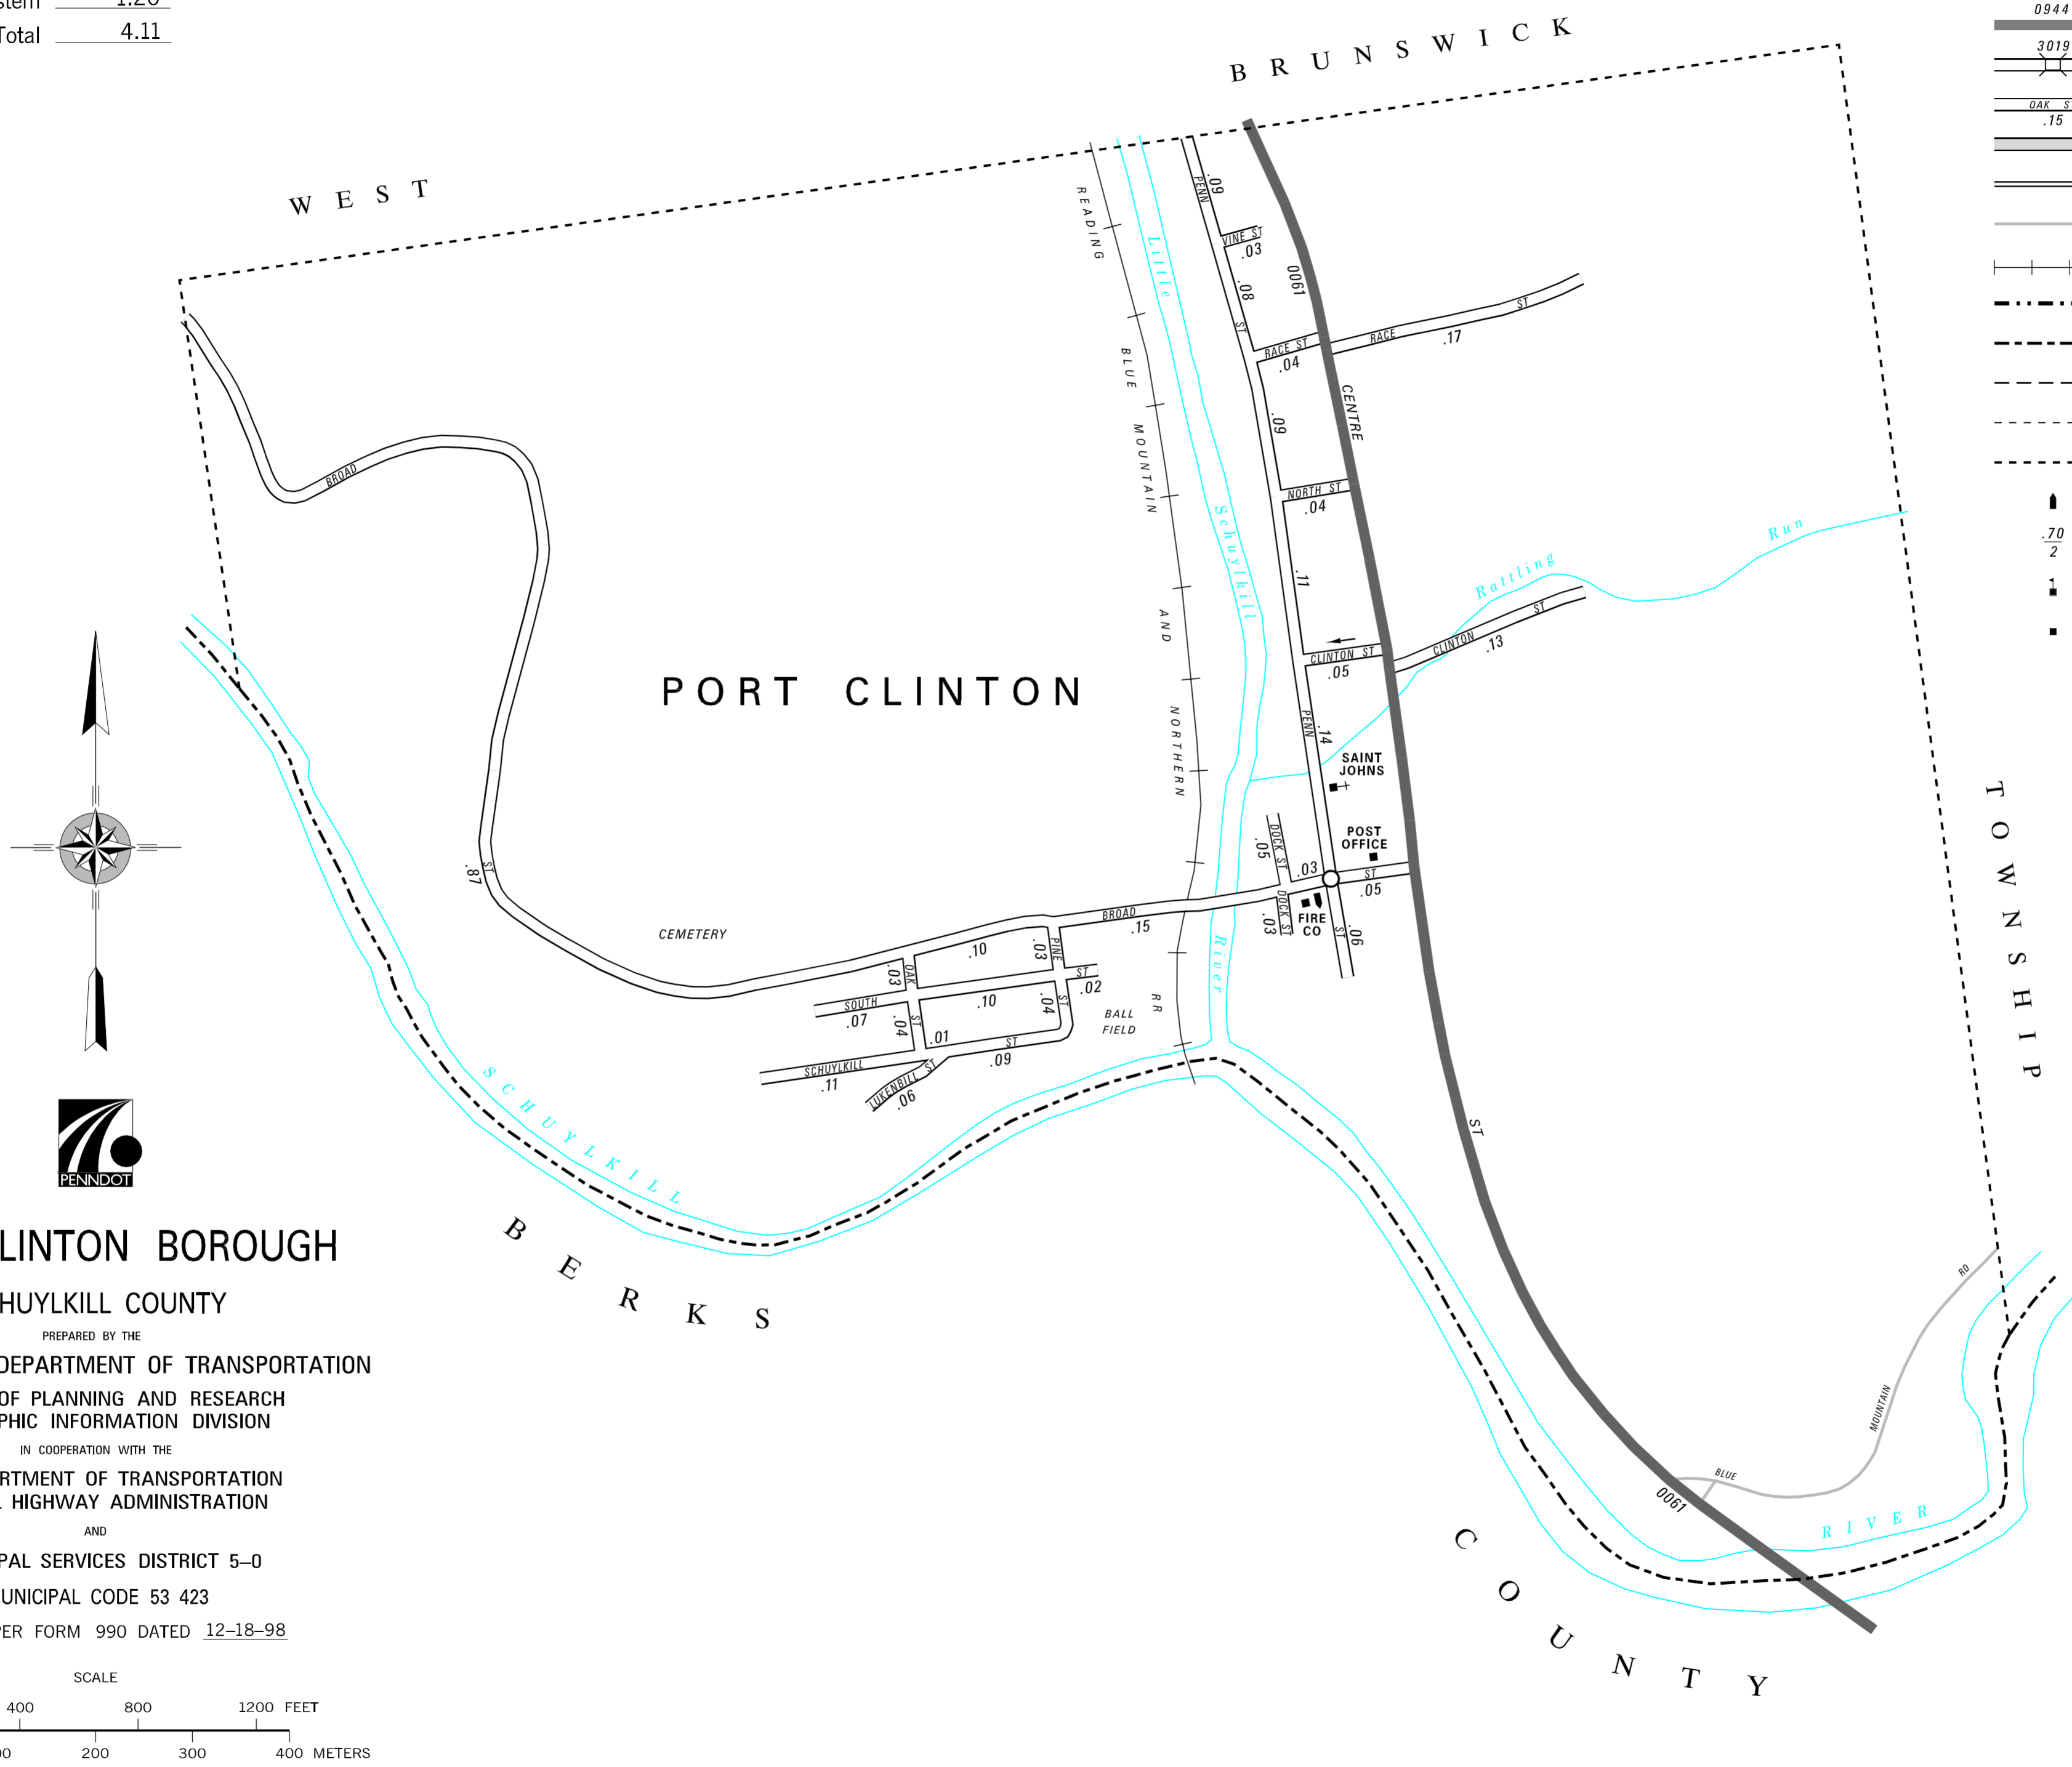 1.20
Total 4.11
WEST
BRUNSWICK
TOWNSHIP
0944
3019
OAK S
.15
.70
2
1
READING
BLUE
MOUNTAIN
AND
NORTHERN
RR
Little
Schuylkill
River
PENN
.09
VINE ST
.03
.08
ST
0061
RACE ST
.04
RACE
ST
.17
CENTRE
.09
NORTH ST
.04
.11
Rattling
Run
CLINTON ST
.05
CLINTON
ST
.13
PENN
.14
SAINT
JOHNS
POST
OFFICE
DOCK ST
.05
.03
ST
.05
DOCK ST
.03
FIRE
CO
ST
.06
BROAD
PORT CLINTON
ST
.87
CEMETERY
BROAD
.15
.10
.03
PINE
.03
OAK
ST
.02
SOUTH
.07
.10
.04
ST
.04
ST
.01
ST
.09
SCHUYLKILL
.11
LUKENBILL ST
.06
BALL
FIELD
SCHUYLKILL
BERKS
ST
RD
MOUNTAIN
BLUE
0061
RIVER
COUNTY
PENNDOT
LINTON BOROUGH
HUYLKILL COUNTY
PREPARED BY THE
DEPARTMENT OF TRANSPORTATION
OF PLANNING AND RESEARCH
PHIC INFORMATION DIVISION
IN COOPERATION WITH THE
RTMENT OF TRANSPORTATION
HIGHWAY ADMINISTRATION
AND
PAL SERVICES DISTRICT 5–0
UNICIPAL CODE 53 423
ER FORM 990 DATED 12–18–98
SCALE
400 800 1200 FEET
00 200 300 400 METERS